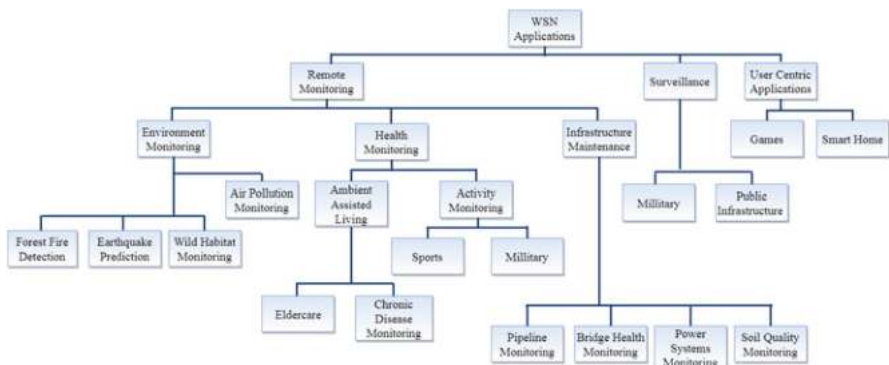 WSN
Applications
Remote
Monitoring
Surveillance
User Centric
Applications
Environment
Monitoring
Health
Monitoring
Infrastructure
Maintenance
Games
Smart Home
Air Pollution
Monitoring
Ambient
Assisted
Living
Activity
Monitoring
Millitary
Public
Infrastructure
Forest Fire
Detection
Earthquake
Prediction
Wild Habitat
Monitoring
Sports
Millitary
Eldercare
Chronic
Disease
Monitoring
Pipeline
Monitoring
Bridge Health
Monitoring
Power
Systems
Monitoring
Soil Quality
Monitoring